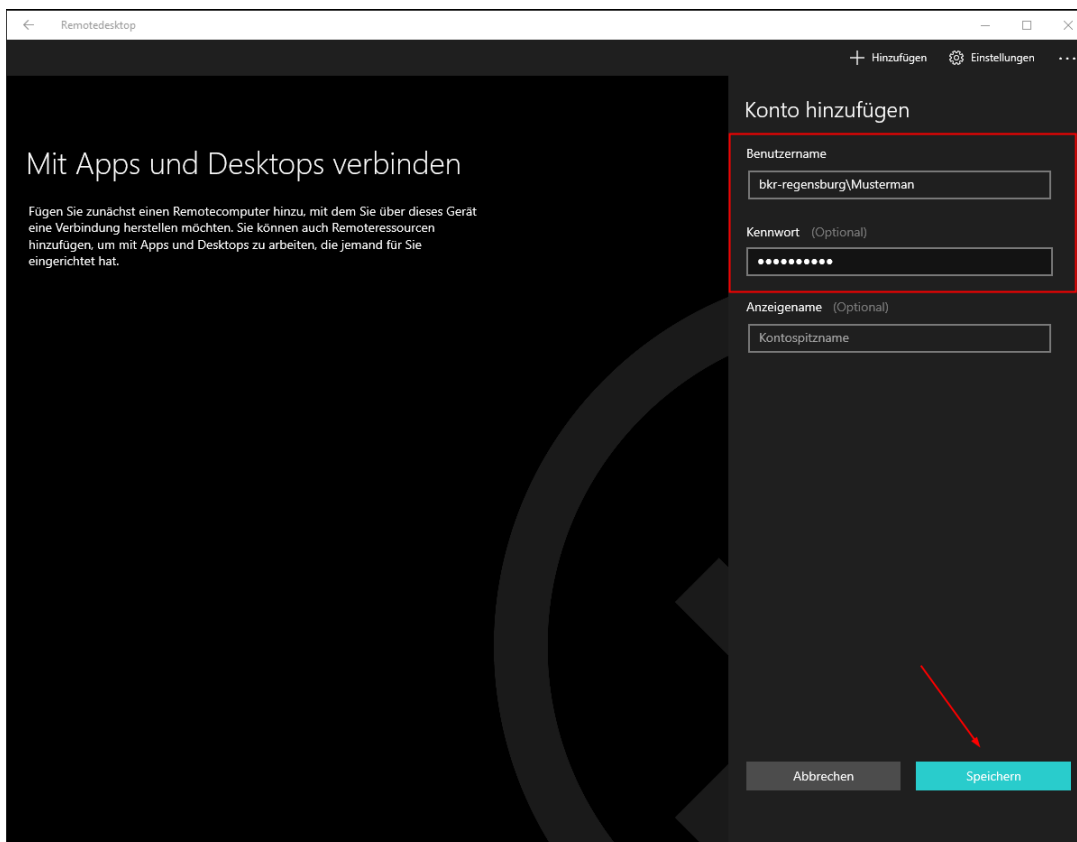 Remotedesktop
Hinzufügen
Einstellungen
Konto hinzufügen
Mit Apps und Desktops verbinden
Fügen Sie zunächst einen Remotecomputer hinzu, mit dem Sie über dieses Gerät
eine Verbindung herstellen möchten. Sie können auch Remoteressourcen
hinzufügen, um mit Apps und Desktops zu arbeiten, die jemand für Sie
eingerichtet hat.
Benutzername
bkr-regensburg\Musterman
Kennwort (Optional)
••••••••••
Anzeigename (Optional)
Kontospitzname
Abbrechen
Speichern